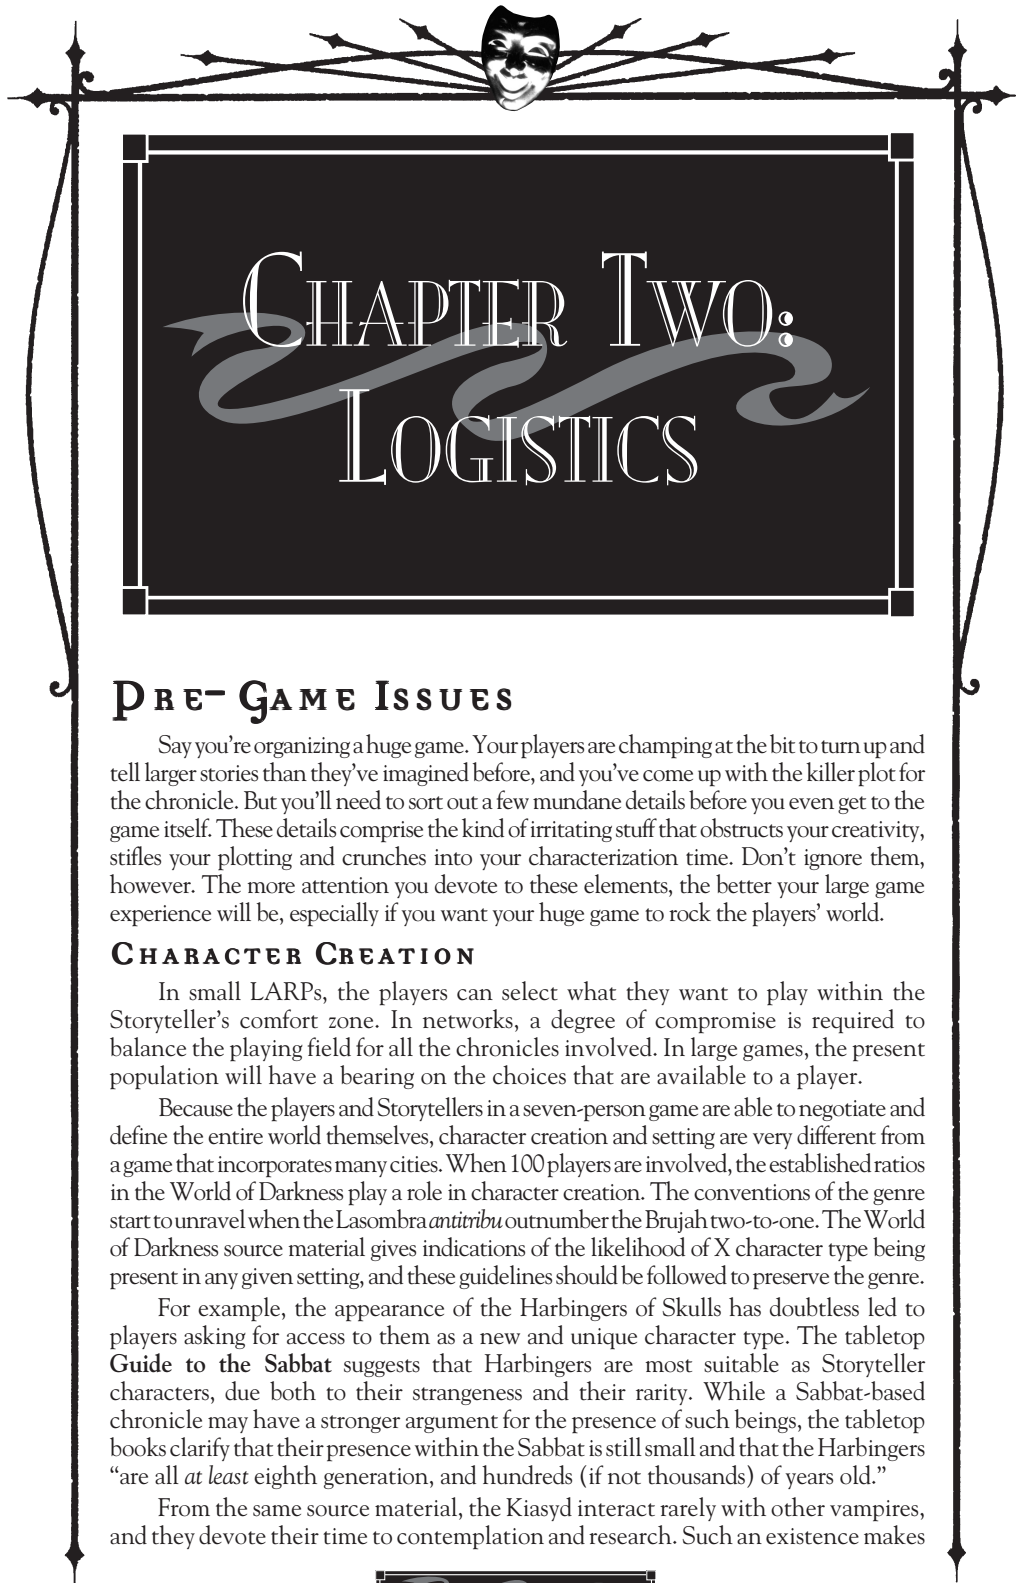 Chapter Two:
Logistics
Pre-Game Issues
Say you’re organizing a huge game. Your players are champing at the bit to turn up and
tell larger stories than they’ve imagined before, and you’ve come up with the killer plot for
the chronicle. But you’ll need to sort out a few mundane details before you even get to the
game itself. These details comprise the kind of irritating stuff that obstructs your creativity,
stifles your plotting and crunches into your characterization time. Don’t ignore them,
however. The more attention you devote to these elements, the better your large game
experience will be, especially if you want your huge game to rock the players’ world.
Character Creation
In small LARPs, the players can select what they want to play within the
Storyteller’s comfort zone. In networks, a degree of compromise is required to
balance the playing field for all the chronicles involved. In large games, the present
population will have a bearing on the choices that are available to a player.
Because the players and Storytellers in a seven-person game are able to negotiate and
define the entire world themselves, character creation and setting are very different from
a game that incorporates many cities. When 100 players are involved, the established ratios
in the World of Darkness play a role in character creation. The conventions of the genre
start to unravel when the Lasombra antitribu outnumber the Brujah two-to-one. The World
of Darkness source material gives indications of the likelihood of X character type being
present in any given setting, and these guidelines should be followed to preserve the genre.
For example, the appearance of the Harbingers of Skulls has doubtless led to
players asking for access to them as a new and unique character type. The tabletop
Guide to the Sabbat suggests that Harbingers are most suitable as Storyteller
characters, due both to their strangeness and their rarity. While a Sabbat-based
chronicle may have a stronger argument for the presence of such beings, the tabletop
books clarify that their presence within the Sabbat is still small and that the Harbingers
“are all at least eighth generation, and hundreds (if not thousands) of years old.”
From the same source material, the Kiasyd interact rarely with other vampires,
and they devote their time to contemplation and research. Such an existence makes